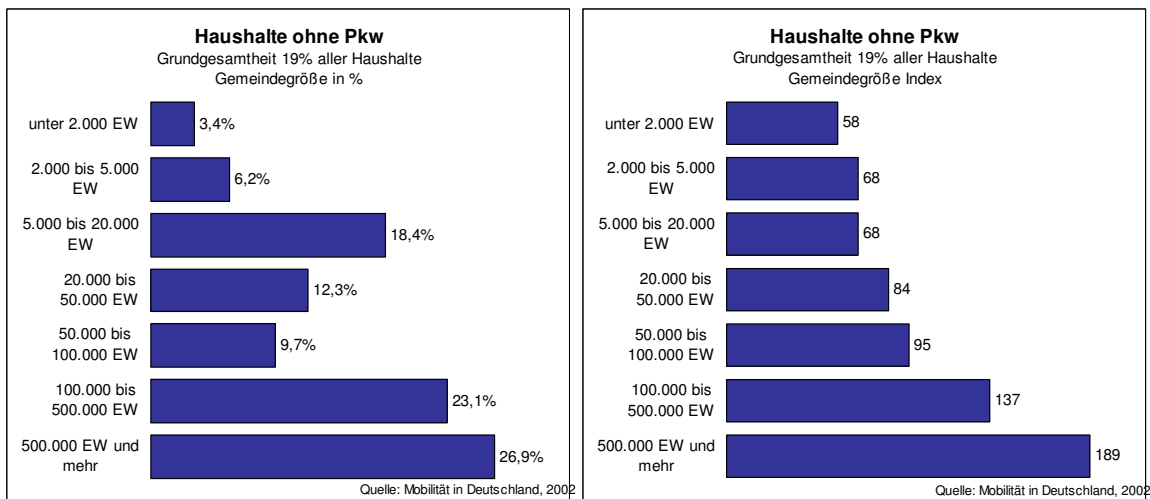 Haushalte ohne Pkw
Grundgesamtheit 19% aller Haushalte
Gemeindegröße in %
unter 2.000 EW
3,4%
2.000 bis 5.000
EW
6,2%
5.000 bis 20.000
EW
18,4%
20.000 bis
50.000 EW
12,3%
50.000 bis
100.000 EW
9,7%
100.000 bis
500.000 EW
23,1%
500.000 EW und
mehr
26,9%
Quelle: Mobilität in Deutschland, 2002
Haushalte ohne Pkw
Grundgesamtheit 19% aller Haushalte
Gemeindegröße Index
unter 2.000 EW
58
2.000 bis 5.000
EW
68
5.000 bis 20.000
EW
68
20.000 bis
50.000 EW
84
50.000 bis
100.000 EW
95
100.000 bis
500.000 EW
137
500.000 EW und
mehr
189
Quelle: Mobilität in Deutschland, 2002